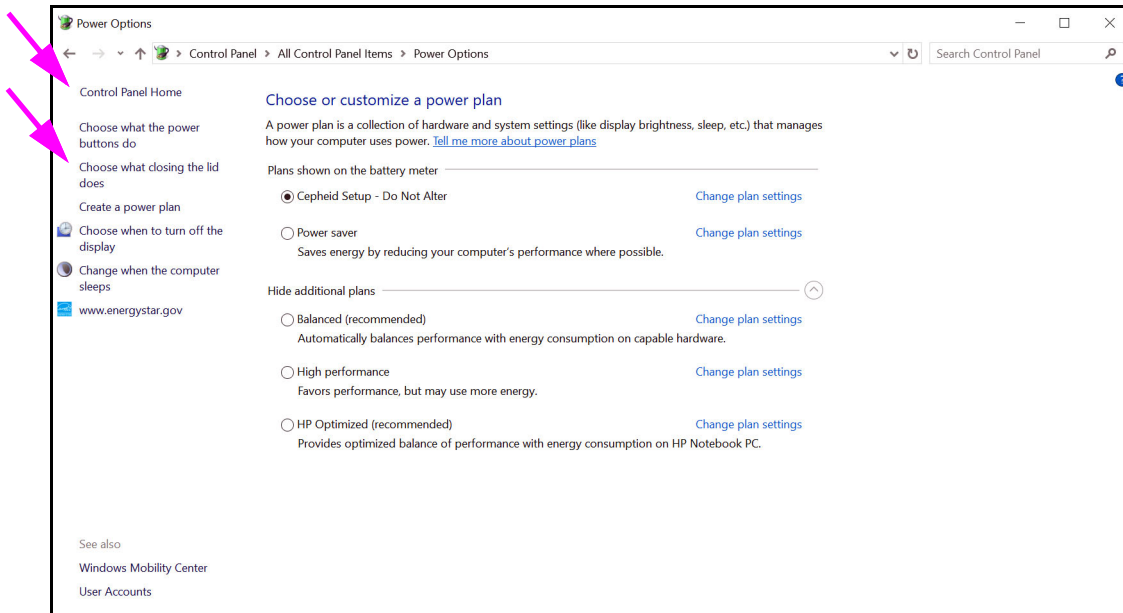 Power Options
Control Panel > All Control Panel Items > Power Options
Search Control Panel
Control Panel Home
Choose what the power
buttons do
Choose what closing the lid
does
Create a power plan
Choose when to turn off the
display
Change when the computer
sleeps
www.energystar.gov
Choose or customize a power plan
A power plan is a collection of hardware and system settings (like display brightness, sleep, etc.) that manages
how your computer uses power. Tell me more about power plans
Plans shown on the battery meter
Cepheid Setup - Do Not Alter Change plan settings
Power saver Change plan settings
Saves energy by reducing your computer's performance where possible.
Hide additional plans
Balanced (recommended) Change plan settings
Automatically balances performance with energy consumption on capable hardware.
High performance Change plan settings
Favors performance, but may use more energy.
HP Optimized (recommended) Change plan settings
Provides optimized balance of performance with energy consumption on HP Notebook PC.
See also
Windows Mobility Center
User Accounts